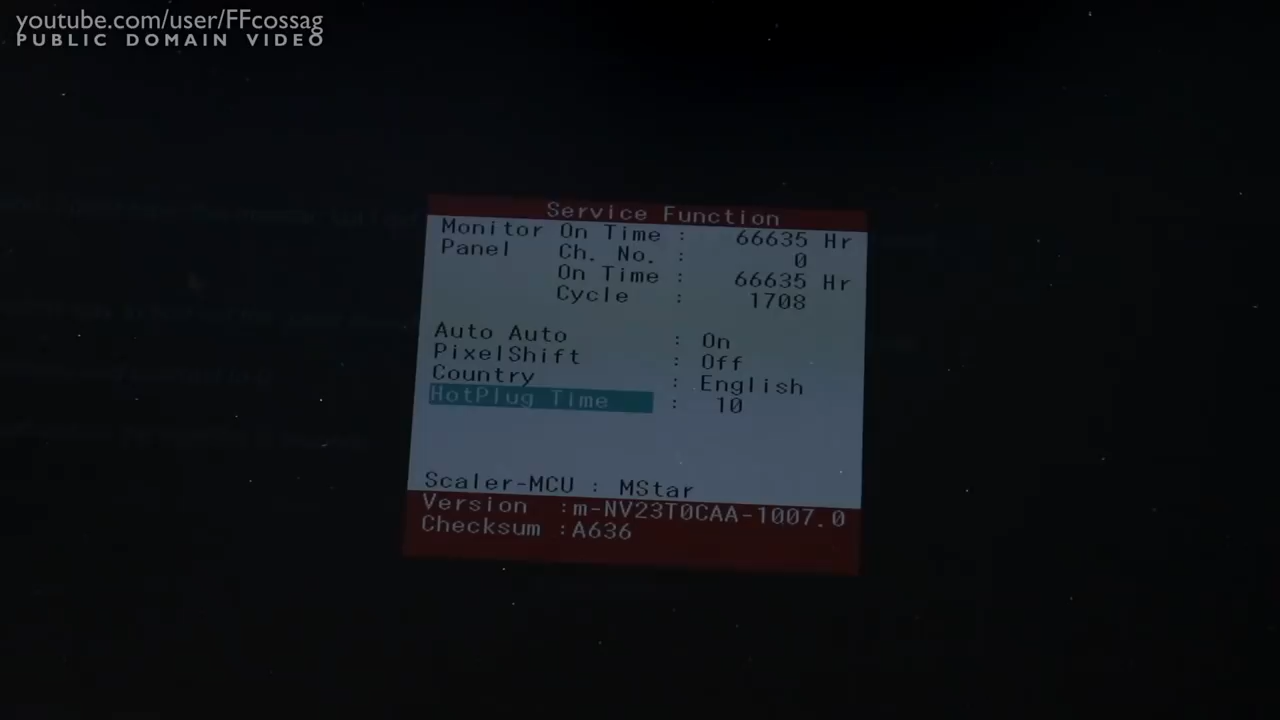 youtube.com/user/FFcossag
PUBLIC DOMAIN VIDEO
Service Function
Monitor On Time : 66635 Hr
Panel Ch. No. : 0
On Time : 66635 Hr
Cycle : 1708
Auto Auto : On
PixelShift : Off
Country : English
HotPlug Time : 10
Scaler-MCU : MStar
Version :m-NV23T0CAA-1007.0
Checksum :A636